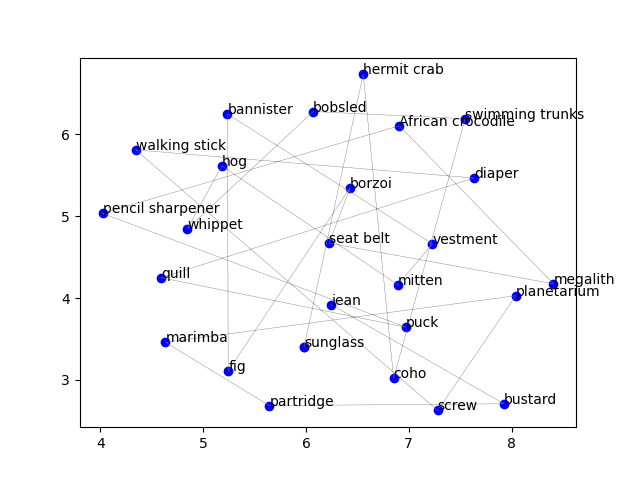 hermit crab
bannister
bobsled
swimming trunks
African crocodile
6
walking stick
hog
diaper
borzoi
pencil sharpener
5
whippet
seat belt
vestment
quill
mitten
megalith
4
planetarium
jean
puck
marimba
sunglass
3
fig
coho
partridge
screw
bustard
4 5 6 7 8